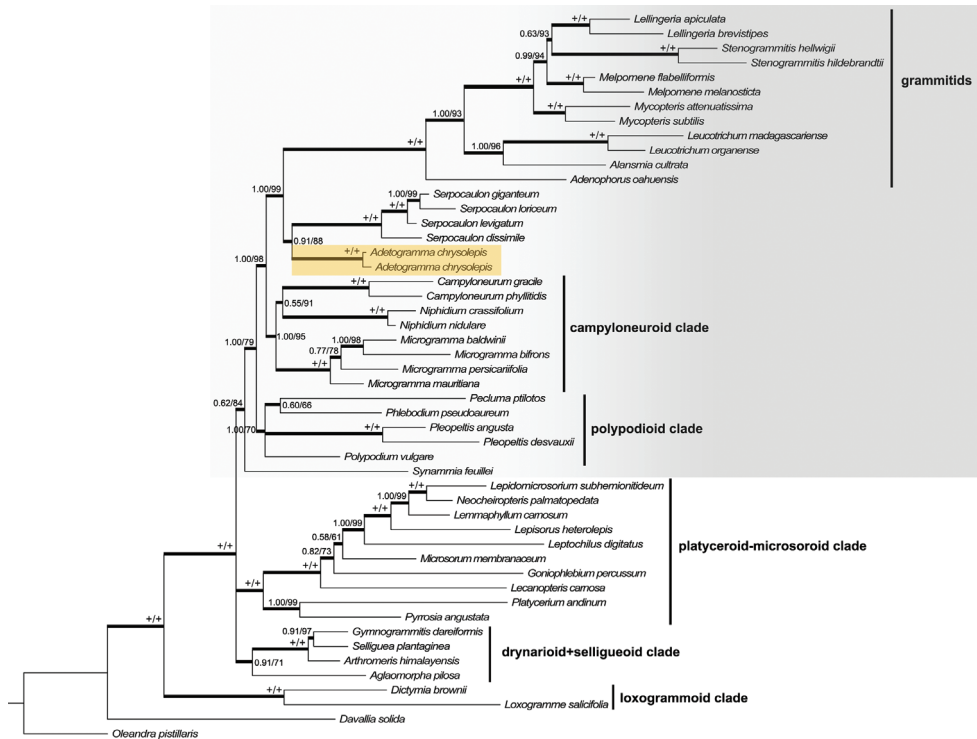 +/+ Lellingeria apiculata
0.63/93 Lellingeria brevistipes
+/+ Stenogrammitis hellwigii
0.99/94 Stenogrammitis hildebrandtii
+/+ +/+ Melpomene flabelliformis
grammitids
Melpomene melanosticta
+/+ Mycopteris attenuatissima
1.00/93 Mycopteris subtilis
+/+ +/+ Leucotrichum madagascariense
1.00/96 Leucotrichum organense
Alansmia cultrata
Adenophorus oahuensis
1.00/99 1.00/99 Serpocaulon giganteum
+/+ Serpocaulon loriceum
+/+ Serpocaulon levigatum
0.91/88 Serpocaulon dissimile
+/+ Adetogramma chrysolepis
1.00/98 Adetogramma chrysolepis
+/+ Campyloneurum gracile
0.55/91 Campyloneurum phyllitidis
+/+ Niphidium crassifolium
Niphidium nidulare
campyloneuroid clade
1.00/95 1.00/98 Microgramma baldwinii
1.00/79 0.77/78 Microgramma bifrons
+/+ Microgramma persicariifolia
Microgramma mauritiana
0.62/84 0.60/66 Pecluma ptilotos
Phlebodium pseudoaureum
1.00/70 +/+ Pleopeltis angusta
polypodioid clade
Pleopeltis desvauxii
Polypodium vulgare
Synammia feuillei
+/+ Lepidomicrosorium subhemionitideum
1.00/99 Neocheiropteris palmatopedata
+/+ Lemmaphyllum carnosum
1.00/99 Lepisorus heterolepis
0.58/61 Leptochilus digitatus
+/+ 0.82/73 Microsorum membranaceum
platyceroid-microsoroid clade
+/+ +/+ Goniophlebium percussum
Lecanopteris carnosa
1.00/99 Platycerium andinum
+/+ Pyrrosia angustata
0.91/97 Gymnogrammitis dareiformis
+/+ Selliguea plantaginea
drynarioid+selligueoid clade
0.91/71 Arthromeris himalayensis
Aglaomorpha pilosa
+/+ Dictymia brownii
loxogrammoid clade
Loxogramme salicifolia
Davallia solida
Oleandra pistillaris